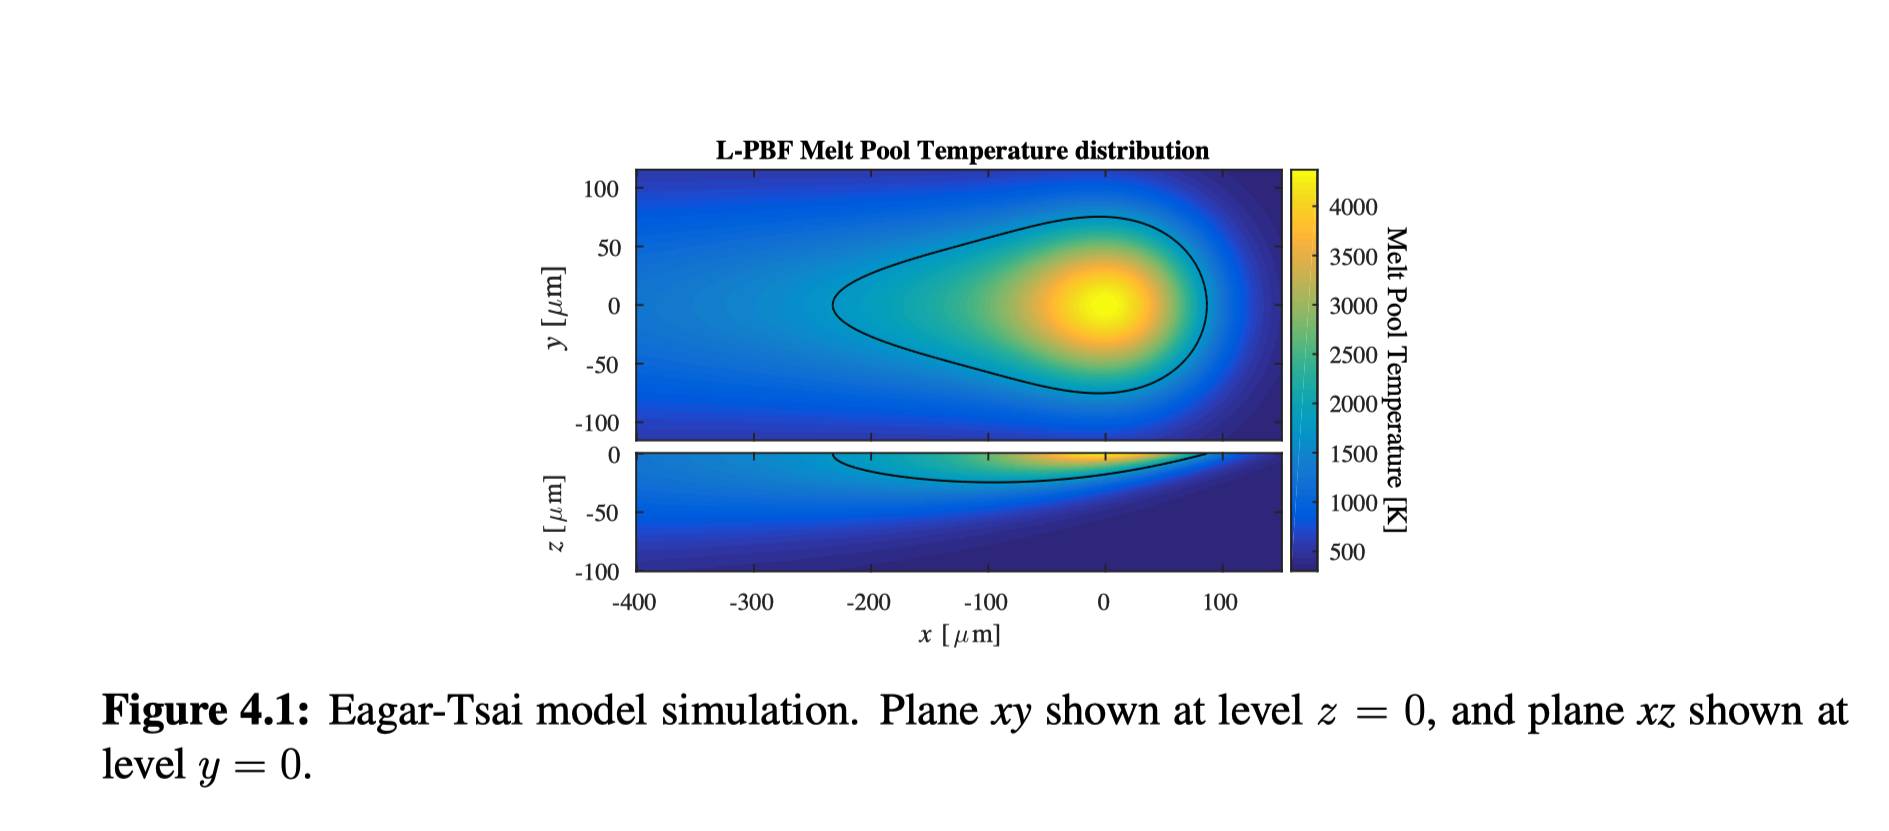 L-PBF Melt Pool Temperature distribution
100
50
0
-50
-100
y [μm]
0
-50
-100
z [μm]
-400 -300 -200 -100 0 100
x [μm]
4000
3500
3000
2500
2000
1500
1000
500
Melt Pool Temperature [K]
Figure 4.1: Eagar-Tsai model simulation. Plane xy shown at level z = 0, and plane xz shown at
level y = 0.